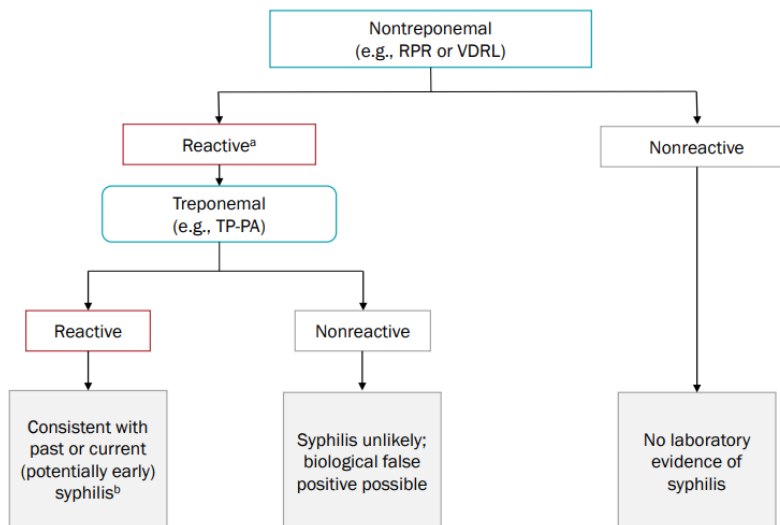 Nontreponemal
(e.g., RPR or VDRL)
Reactiveᵃ
Nonreactive
Treponemal
(e.g., TP-PA)
Reactive
Nonreactive
Consistent with
past or current
(potentially early)
syphilisᵇ
Syphilis unlikely;
biological false
positive possible
No laboratory
evidence of
syphilis